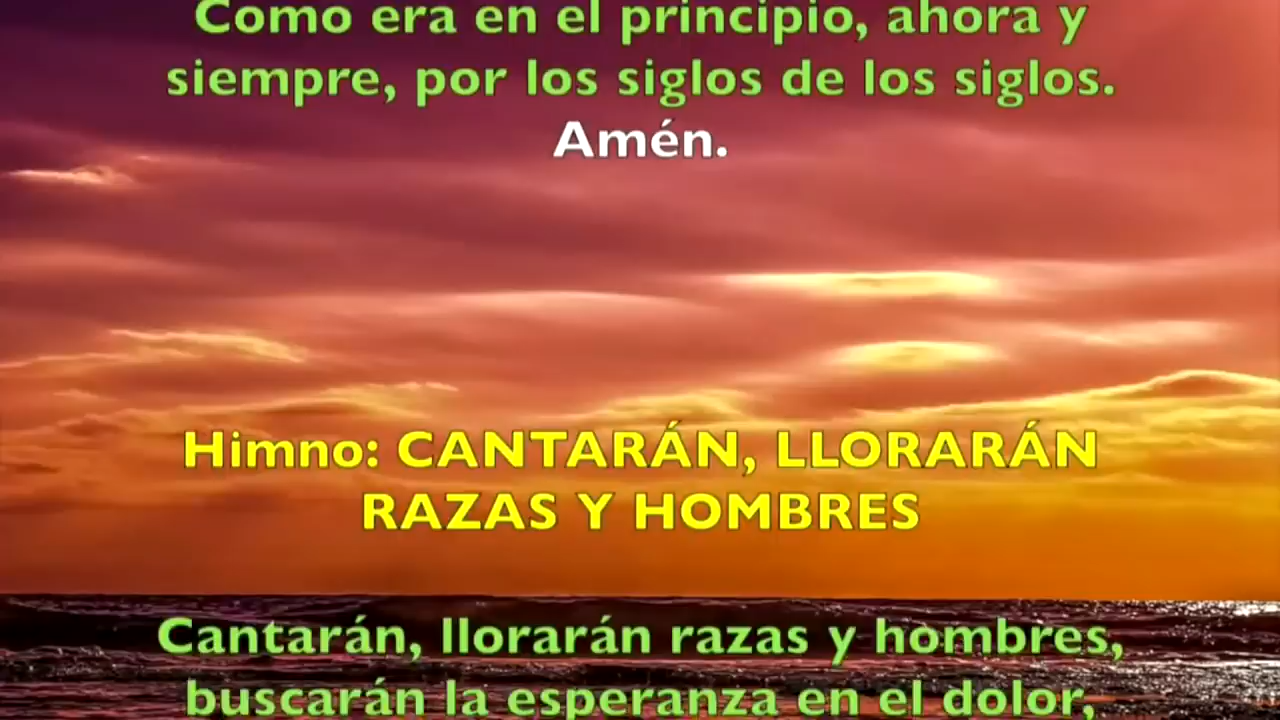 Como era en el principio, ahora y
siempre, por los siglos de los siglos.
Amén.
Himno: CANTARÁN, LLORARÁN
RAZAS Y HOMBRES
Cantarán, llorarán razas y hombres,
buscarán la esperanza en el dolor,